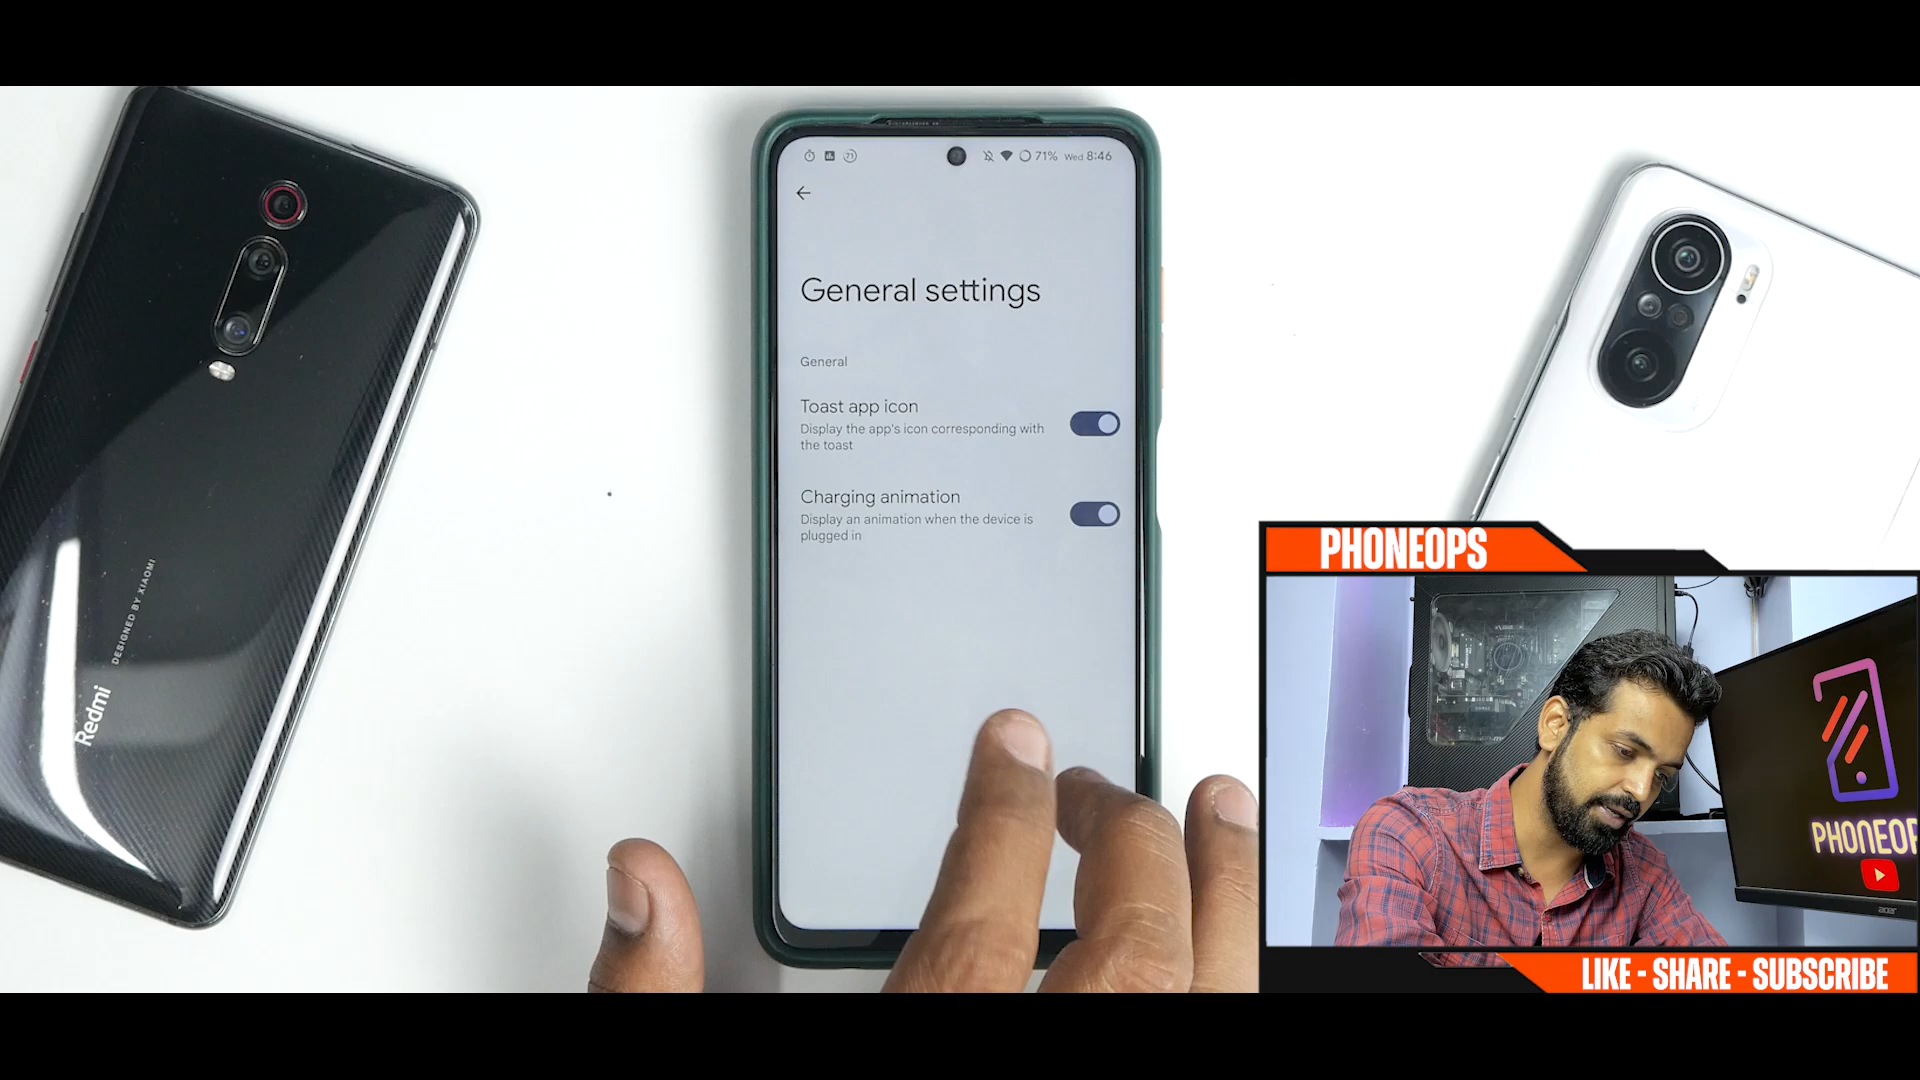 71
71%
Wed 8:46
General settings
General
Toast app icon
Display the app's icon corresponding with
the toast
Charging animation
Display an animation when the device is
plugged in
Redmi
DESIGNED BY XIAOMI
PHONEOPS
PHONEOP
acer
LIKE - SHARE - SUBSCRIBE